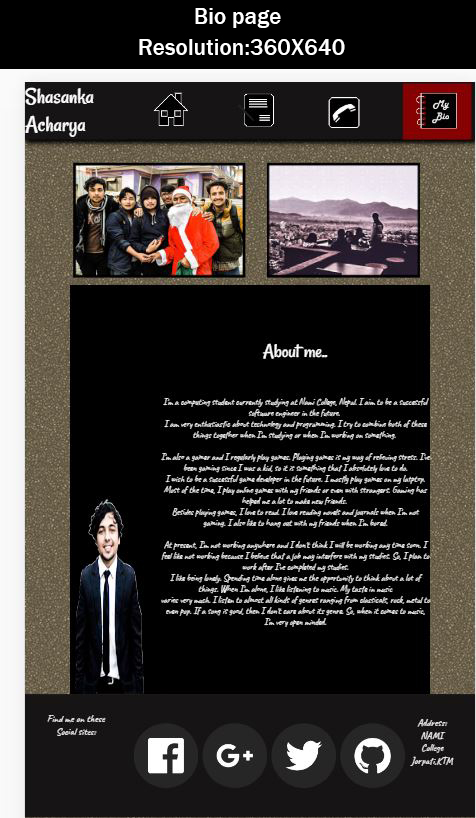 Bio page
Resolution:360X640
Shasanka
Acharya
My
Bio
About me..
I'm a computing student currently studying at Nami College, Nepal. I aim to be a successful
software engineer in the future.
I am very enthusiastic about technology and programming. I try to combine both of these
things together when I'm studying or when I'm working on something.
I'm also a gamer and I regularly play games. Playing games is my way of relieving stress. I've
been gaming since I was a kid, so it is something that I absolutely love to do.
I wish to be a successful game developer in the future. I mostly play games on my latptop.
Most of the time, I play online games with my friends or even with strangers. Gaming has
helped me a lot to make new friends.
Besides playing games, I love to read. I love reading novels and journals when I'm not
gaming. I also like to hang out with my friends when I'm bored.
At present, I'm not working anywhere and I don't think I will be working any time soon. I
feel like not working because I believe that a job may interfere with my studies. So, I plan to
work after I've completed my studies.
I like being lonely. Spending time alone gives me the opportunity to think about a lot of
things. When I'm alone, I like listening to music. My taste in music
varies very much. I listen to almost all kinds of genres ranging from classicals, rock, metal to
even pop. If a song is good, then I don't care about its genre. So, when it comes to music,
I'm very open minded.
Find me on these
Social sites:
G+
Address:
NAMI
College
Jorpati,KTM